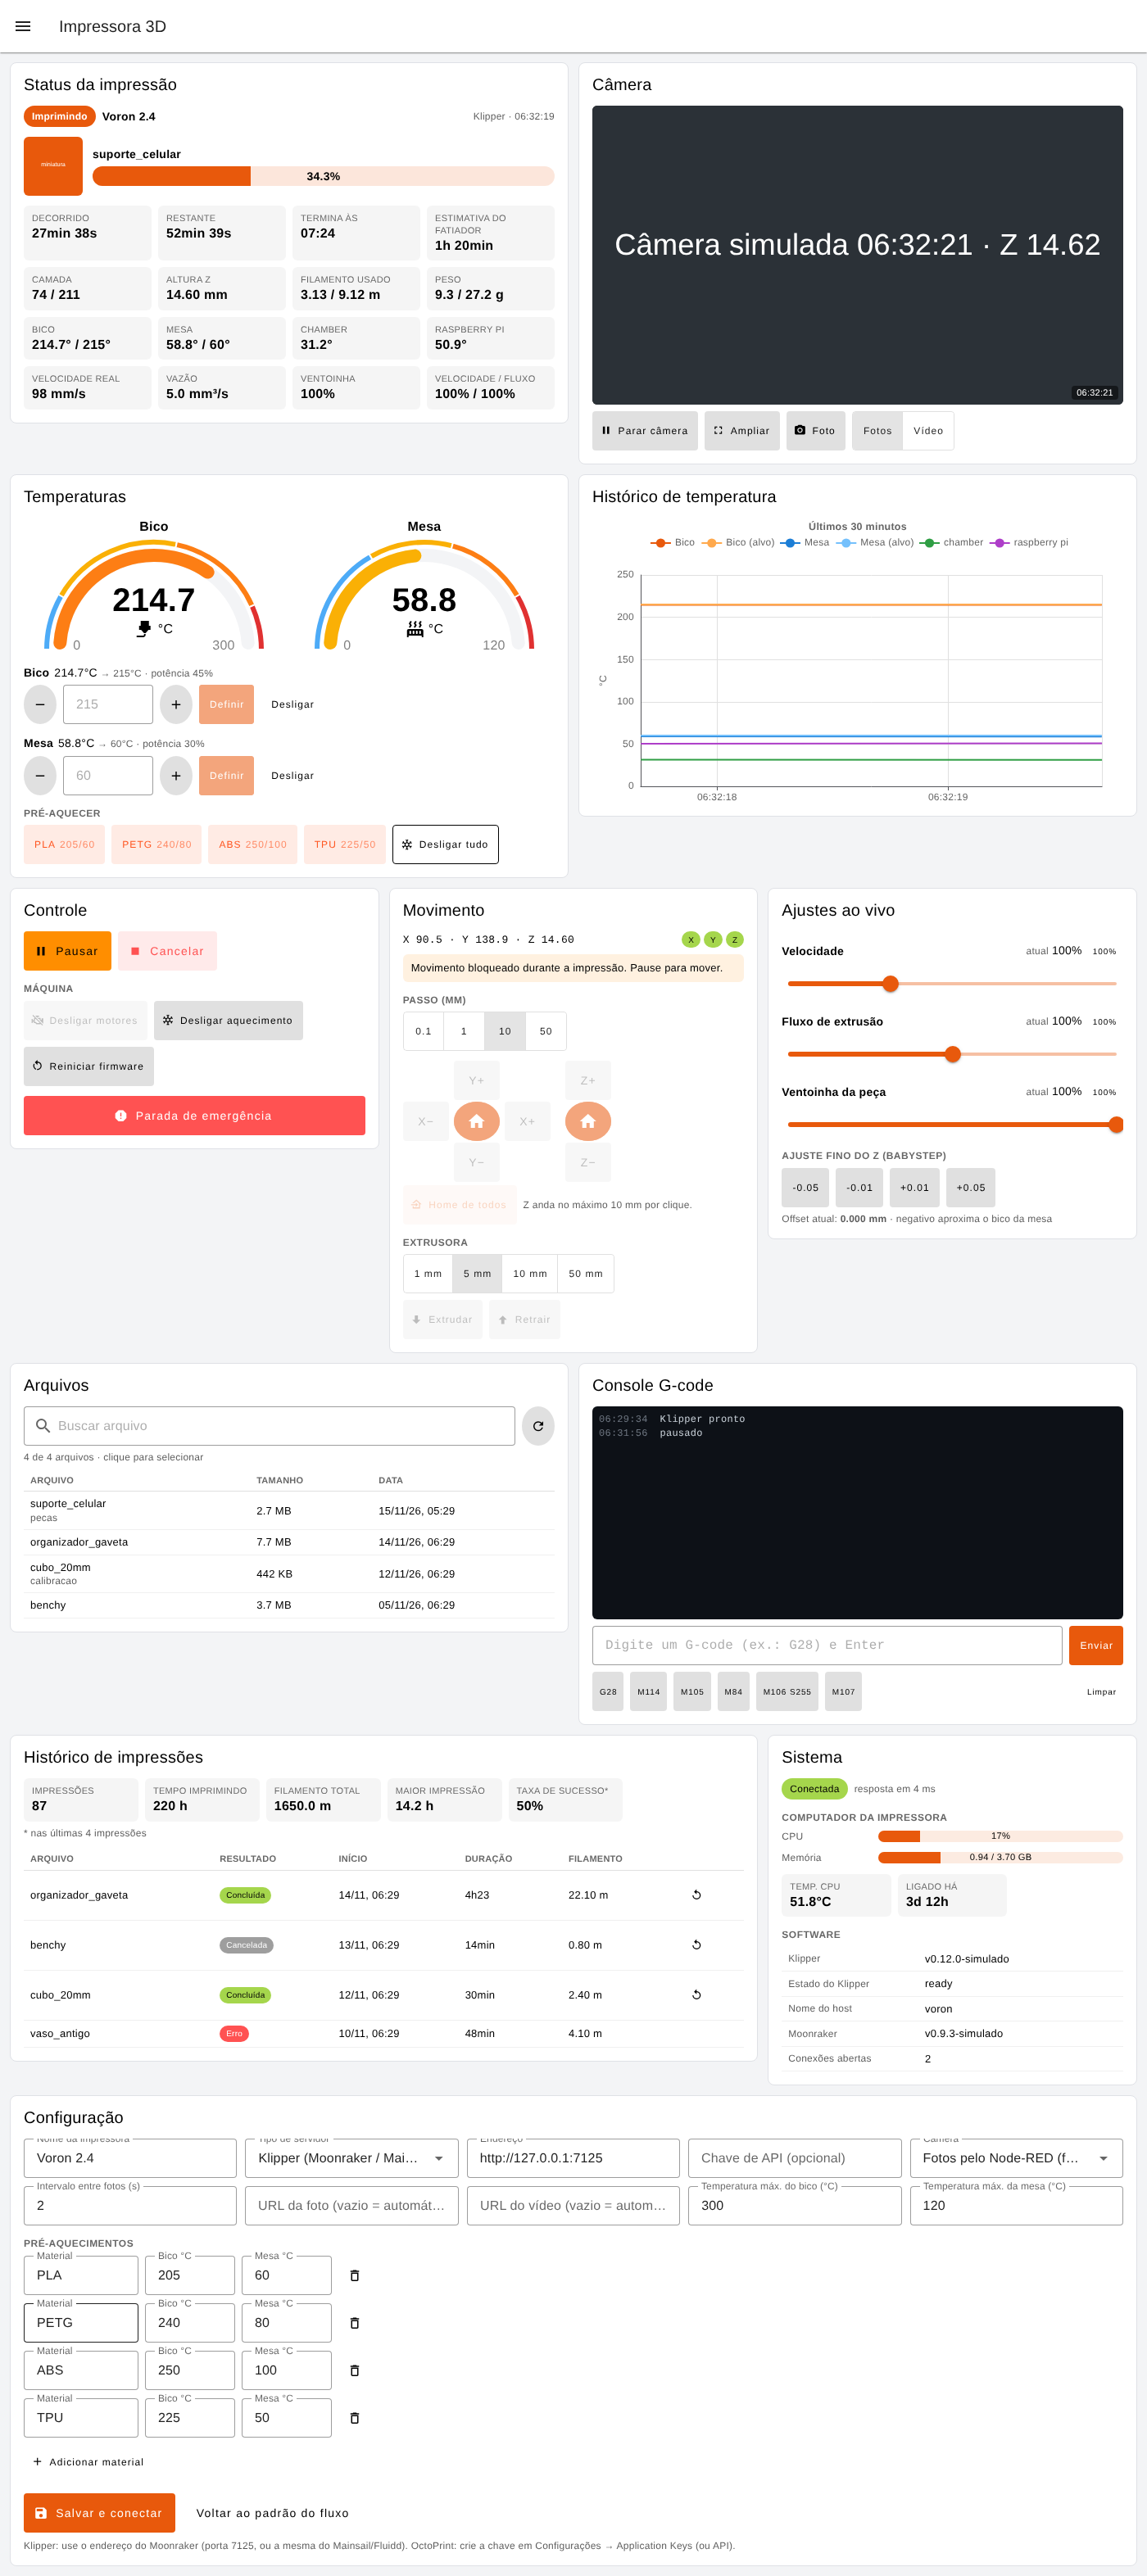 Impressora 3D
Status da impressão
Imprimindo Voron 2.4 Klipper · 06:32:19
miniatura
suporte_celular
34.3%
DECORRIDO
27min 38s
RESTANTE
52min 39s
TERMINA ÀS
07:24
ESTIMATIVA DO FATIADOR
1h 20min
CAMADA
74 / 211
ALTURA Z
14.60 mm
FILAMENTO USADO
3.13 / 9.12 m
PESO
9.3 / 27.2 g
BICO
214.7° / 215°
MESA
58.8° / 60°
CHAMBER
31.2°
RASPBERRY PI
50.9°
VELOCIDADE REAL
98 mm/s
VAZÃO
5.0 mm³/s
VENTOINHA
100%
VELOCIDADE / FLUXO
100% / 100%
Câmera
Câmera simulada 06:32:21 · Z 14.62
06:32:21
Parar câmera Ampliar Foto Fotos Vídeo
Temperaturas
Bico
214.7
°C
0 300
Mesa
58.8
°C
0 120
Bico 214.7°C → 215°C · potência 45%
− 215 + Definir Desligar
Mesa 58.8°C → 60°C · potência 30%
− 60 + Definir Desligar
PRÉ-AQUECER
PLA 205/60 PETG 240/80 ABS 250/100 TPU 225/50 Desligar tudo
Histórico de temperatura
Últimos 30 minutos
Bico Bico (alvo) Mesa Mesa (alvo) chamber raspberry pi
250
200
150
°C
100
50
0
06:32:18 06:32:19
Controle
Pausar Cancelar
MÁQUINA
Desligar motores Desligar aquecimento
Reiniciar firmware
Parada de emergência
Movimento
X 90.5 · Y 138.9 · Z 14.60 X Y Z
Movimento bloqueado durante a impressão. Pause para mover.
PASSO (MM)
0.1 1 10 50
Y+ Z+
X− X+
Y− Z−
Home de todos Z anda no máximo 10 mm por clique.
EXTRUSORA
1 mm 5 mm 10 mm 50 mm
Extrudar Retrair
Ajustes ao vivo
Velocidade atual 100% 100%
Fluxo de extrusão atual 100% 100%
Ventoinha da peça atual 100% 100%
AJUSTE FINO DO Z (BABYSTEP)
-0.05 -0.01 +0.01 +0.05
Offset atual: 0.000 mm · negativo aproxima o bico da mesa
Arquivos
Buscar arquivo
4 de 4 arquivos · clique para selecionar
ARQUIVO TAMANHO DATA
suporte_celular 2.7 MB 15/11/26, 05:29
pecas
organizador_gaveta 7.7 MB 14/11/26, 06:29
cubo_20mm 442 KB 12/11/26, 06:29
calibracao
benchy 3.7 MB 05/11/26, 06:29
Console G-code
06:29:34 Klipper pronto
06:31:56 pausado
Digite um G-code (ex.: G28) e Enter Enviar
G28 M114 M105 M84 M106 S255 M107 Limpar
Histórico de impressões
IMPRESSÕES
87
TEMPO IMPRIMINDO
220 h
FILAMENTO TOTAL
1650.0 m
MAIOR IMPRESSÃO
14.2 h
TAXA DE SUCESSO*
50%
* nas últimas 4 impressões
ARQUIVO RESULTADO INÍCIO DURAÇÃO FILAMENTO
organizador_gaveta Concluída 14/11, 06:29 4h23 22.10 m
benchy Cancelada 13/11, 06:29 14min 0.80 m
cubo_20mm Concluída 12/11, 06:29 30min 2.40 m
vaso_antigo Erro 10/11, 06:29 48min 4.10 m
Sistema
Conectada resposta em 4 ms
COMPUTADOR DA IMPRESSORA
CPU 17%
Memória 0.94 / 3.70 GB
TEMP. CPU
51.8°C
LIGADO HÁ
3d 12h
SOFTWARE
Klipper v0.12.0-simulado
Estado do Klipper ready
Nome do host voron
Moonraker v0.9.3-simulado
Conexões abertas 2
Configuração
Nome da impressora Tipo de servidor Endereço Câmera
Voron 2.4 Klipper (Moonraker / Mai… http://127.0.0.1:7125 Chave de API (opcional) Fotos pelo Node-RED (f…
Intervalo entre fotos (s) Temperatura máx. do bico (°C) Temperatura máx. da mesa (°C)
2 URL da foto (vazio = automát… URL do vídeo (vazio = autom… 300 120
PRÉ-AQUECIMENTOS
Material Bico °C Mesa °C
PLA 205 60
Material Bico °C Mesa °C
PETG 240 80
Material Bico °C Mesa °C
ABS 250 100
Material Bico °C Mesa °C
TPU 225 50
+ Adicionar material
Salvar e conectar Voltar ao padrão do fluxo
Klipper: use o endereço do Moonraker (porta 7125, ou a mesma do Mainsail/Fluidd). OctoPrint: crie a chave em Configurações → Application Keys (ou API).